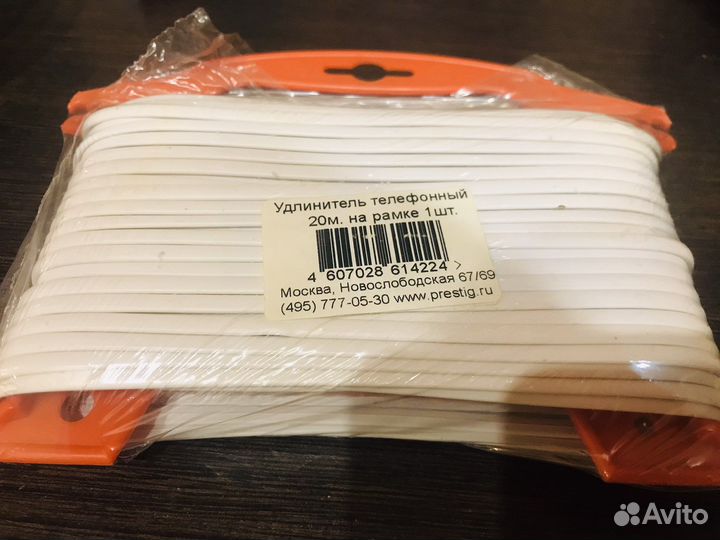 Удлинитель телефонный
20м. на рамке 1шт.
4 607028 614224 >
Москва, Новослободская 67/69
(495) 777-05-30 www.prestig.ru
Avito